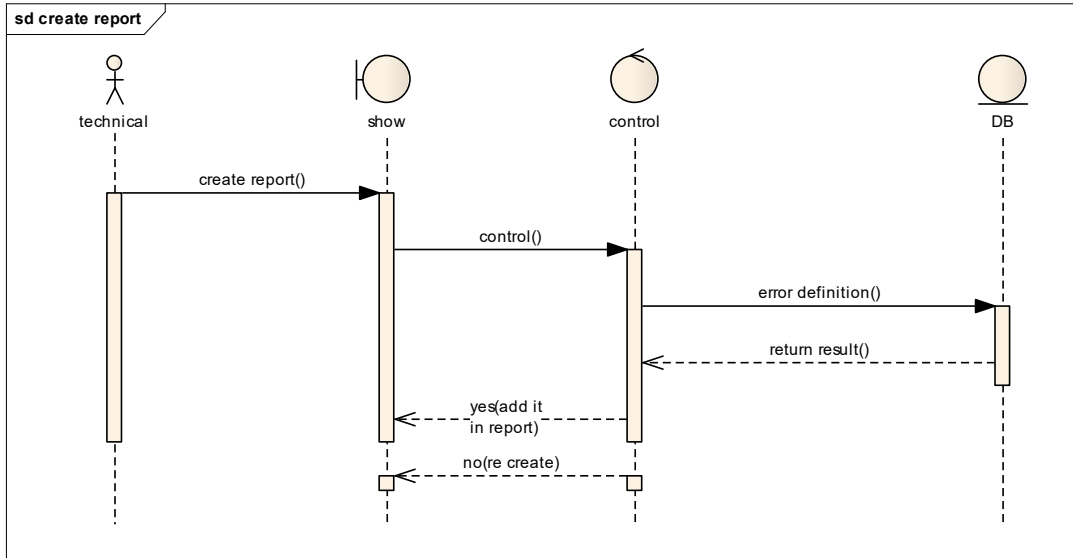 sd create report
technical
show
control
DB
create report()
control()
error definition()
return result()
yes(add it
in report)
no(re create)